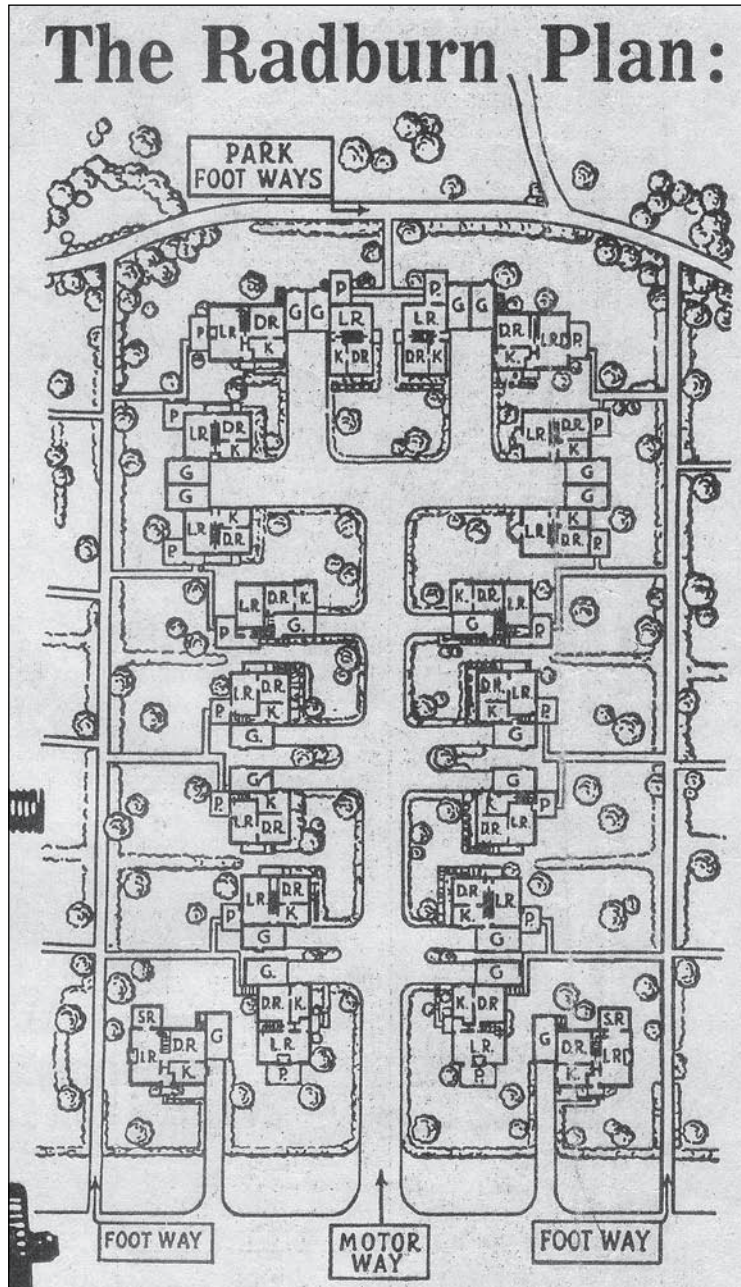 The Radburn Plan:
PARK
FOOT WAYS
P. P.
G G G G
P L.R. D.R. L.R. L.R. D.R. L.R. P.
K K D.R. D.R. K K.
P L.R. D.R. L.R. D.R. P
K K
G G
G G
L.R. K L.R. K
P. D.R. D.R. P.
L.R. D.R. K. K. D.R. L.R.
P. G. G P.
L.R. D.R. D.R. L.R.
P. K K P.
G. G
G G
P. K K P
L.R. D.R. D.R. L.R.
L.R. D.R. D.R. L.R.
P K. K P.
G G
G. G
D.R. K. K. D.R
S.R. S.R.
L.R. D.R. G L.R. L.R. G D.R. L.R.
K. P. P. K
FOOT WAY
MOTOR
WAY
FOOT WAY